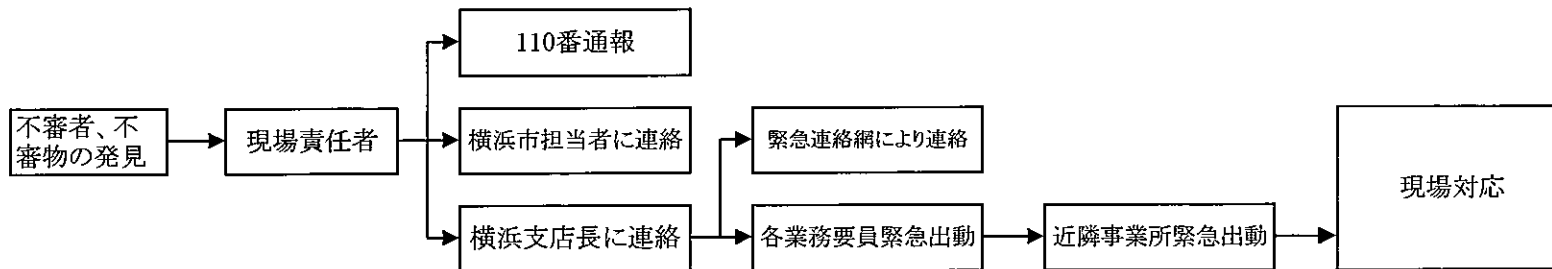 110番通報
不審者、不
審物の発見
現場責任者
横浜市担当者に連絡
緊急連絡網により連絡
現場対応
横浜支店長に連絡
各業務要員緊急出動
近隣事業所緊急出動